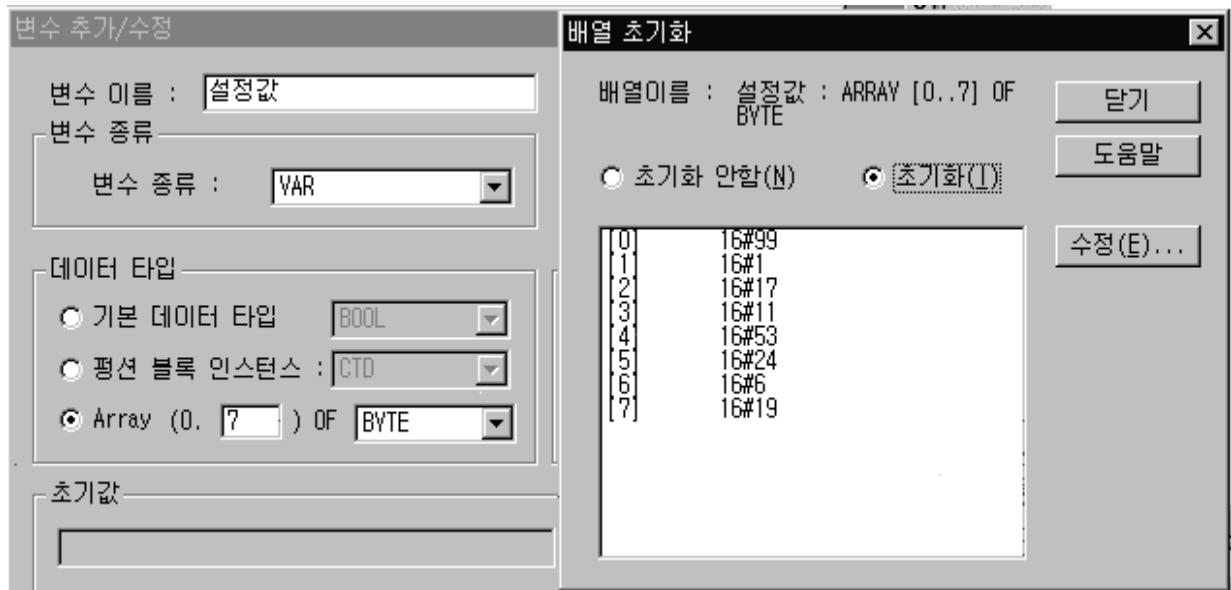 변수 추가/수정
변수 이름 : 설정값
변수 종류
변수 종류 : VAR
데이터 타입
기본 데이터 타입 BOOL
펑션 블록 인스턴스 : CTD
Array (0. 7 ) OF BYTE
초기값
배열 초기화
배열이름 : 설정값 : ARRAY [0..7] OF
BYTE
닫기
도움말
초기화 안함(N) 초기화(I)
수정(E)...
[0] 16#99
[1] 16#1
[2] 16#17
[3] 16#11
[4] 16#53
[5] 16#24
[6] 16#6
[7] 16#19